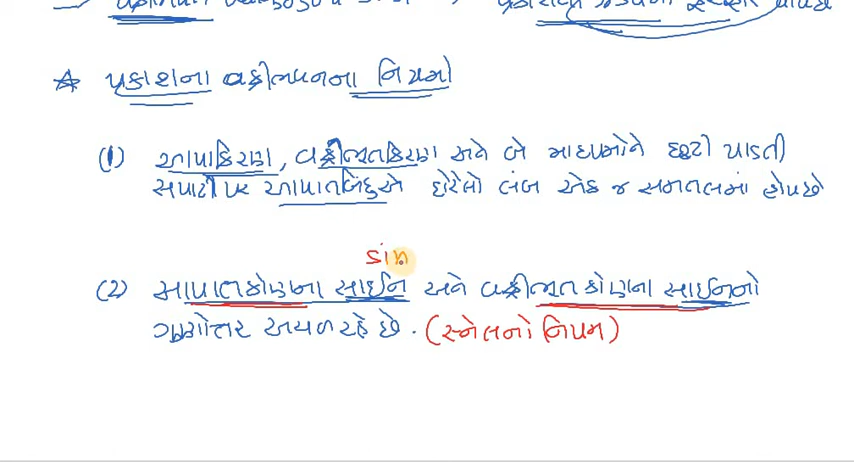 ★ પ્રકાશના વક્રીભવનના નિયમો
(1) આપાતકિરણ, વક્રીભૂતકિરણ અને બે માધ્યમોને છૂટી પાડતી
સપાટી પર આપાતબિંદુએ દોરેલો લંબ એક જ સમતલમાં હોય છે
sin
(2) આપાતકોણના સાઈન અને વક્રીભૂતકોણના સાઈનનો
ગુણોત્તર અચળ રહે છે. (સ્નેલનો નિયમ)